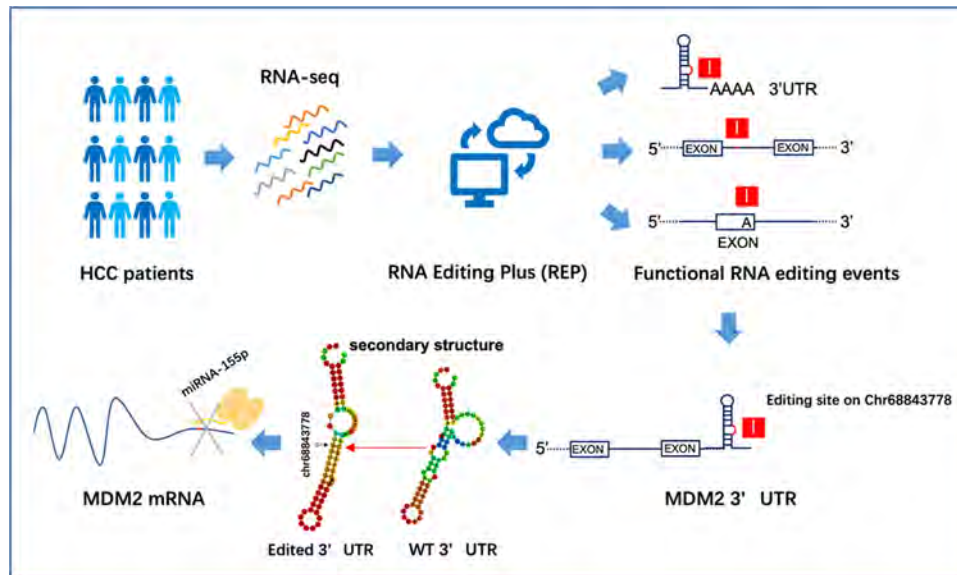 RNA-seq
I
AAAA 3'UTR
I
5' EXON EXON 3'
I
5' A 3'
EXON
HCC patients
RNA Editing Plus (REP)
Functional RNA editing events
secondary structure
miRNA-155p
chr68843778
Editing site on Chr68843778
I
5' EXON EXON
MDM2 mRNA
MDM2 3' UTR
Edited 3' UTR
WT 3' UTR